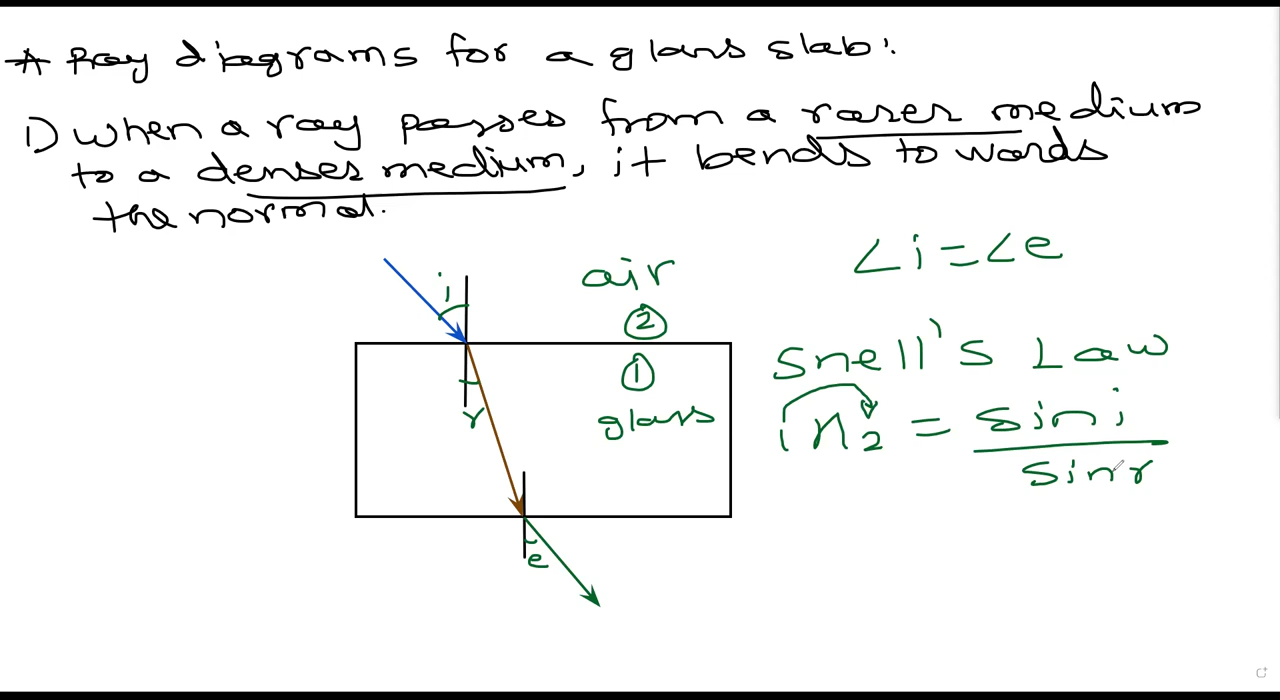 * Ray diagrams for a glass slab:
1) When a ray passes from a rarer medium
to a denser medium, it bends towards
the normal.
∠i = ∠e
air
i
②
①
glass
r
e
Snell's Law
₁n₂ = sin i / sin r